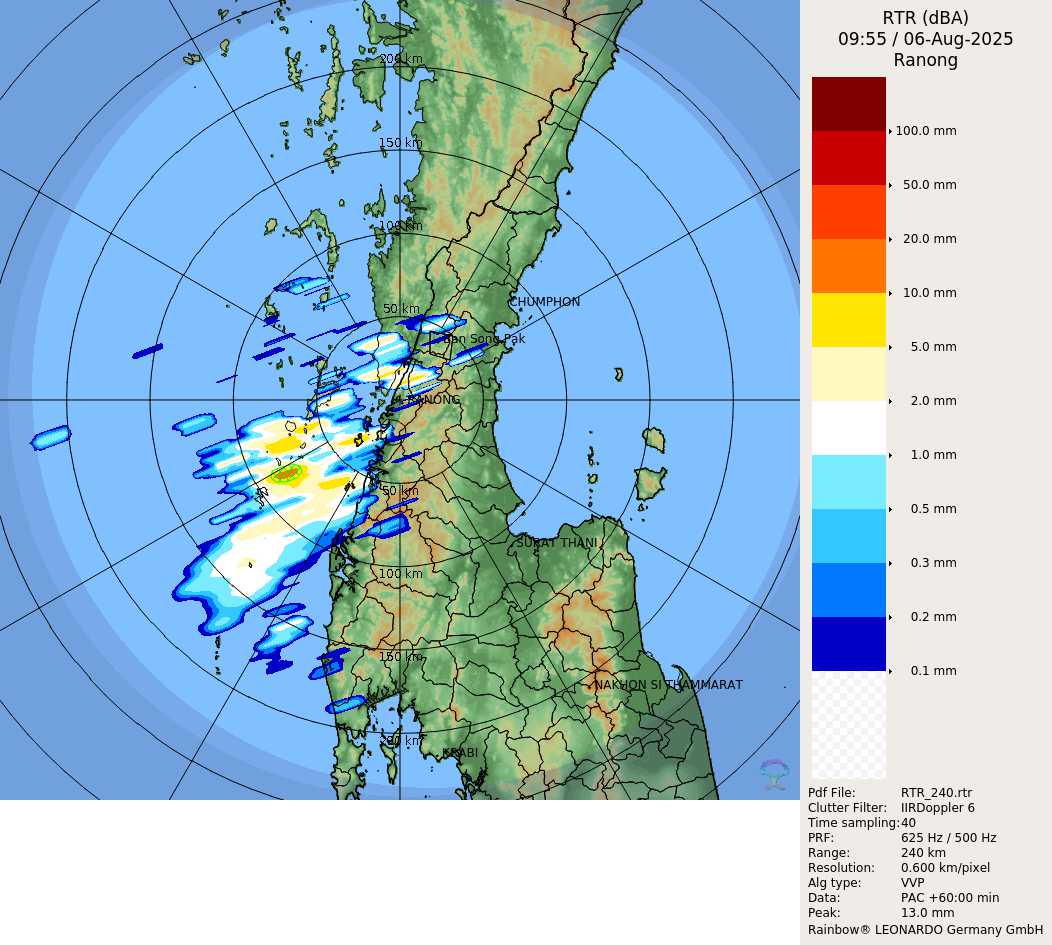 RTR (dBA)
09:55 / 06-Aug-2025
Ranong
100.0 mm
50.0 mm
20.0 mm
10.0 mm
5.0 mm
2.0 mm
1.0 mm
0.5 mm
0.3 mm
0.2 mm
0.1 mm
Pdf File: RTR_240.rtr
Clutter Filter: IIRDoppler 6
Time sampling: 40
PRF: 625 Hz / 500 Hz
Range: 240 km
Resolution: 0.600 km/pixel
Alg type: VVP
Data: PAC +60:00 min
Peak: 13.0 mm
Rainbow® LEONARDO Germany GmbH
200 km
150 km
100 km
CHUMPHON
50 km
Ban Song Pak
RANONG
50 km
SURAT THANI
100 km
150 km
NAKHON SI THAMMARAT
200 km
KRABI